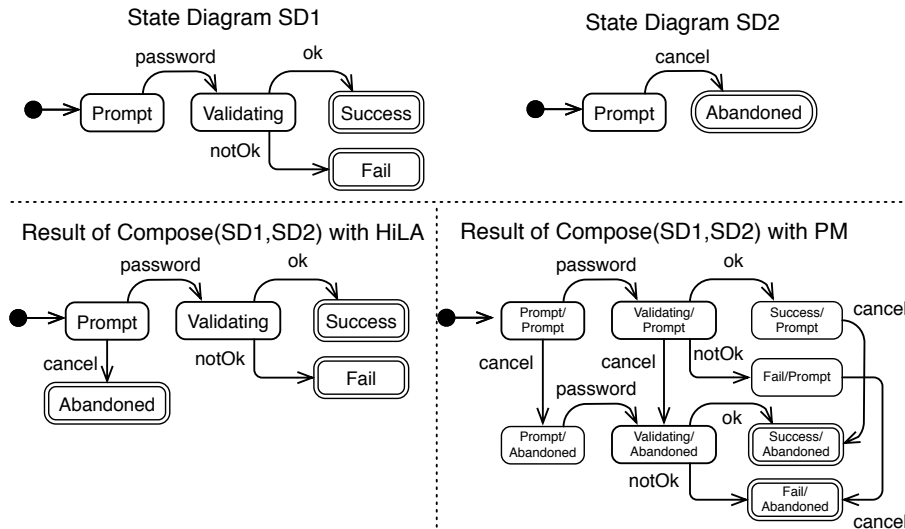 State Diagram SD1
password
ok
Prompt
Validating
Success
notOk
Fail
State Diagram SD2
cancel
Prompt
Abandoned
Result of Compose(SD1,SD2) with HiLA
password
ok
Prompt
Validating
Success
cancel
notOk
Fail
Abandoned
Result of Compose(SD1,SD2) with PM
password
ok
Prompt/
Prompt
Validating/
Prompt
Success/
Prompt
cancel
cancel
cancel
notOk
Fail/Prompt
password
ok
Prompt/
Abandoned
Validating/
Abandoned
Success/
Abandoned
notOk
Fail/
Abandoned
cancel